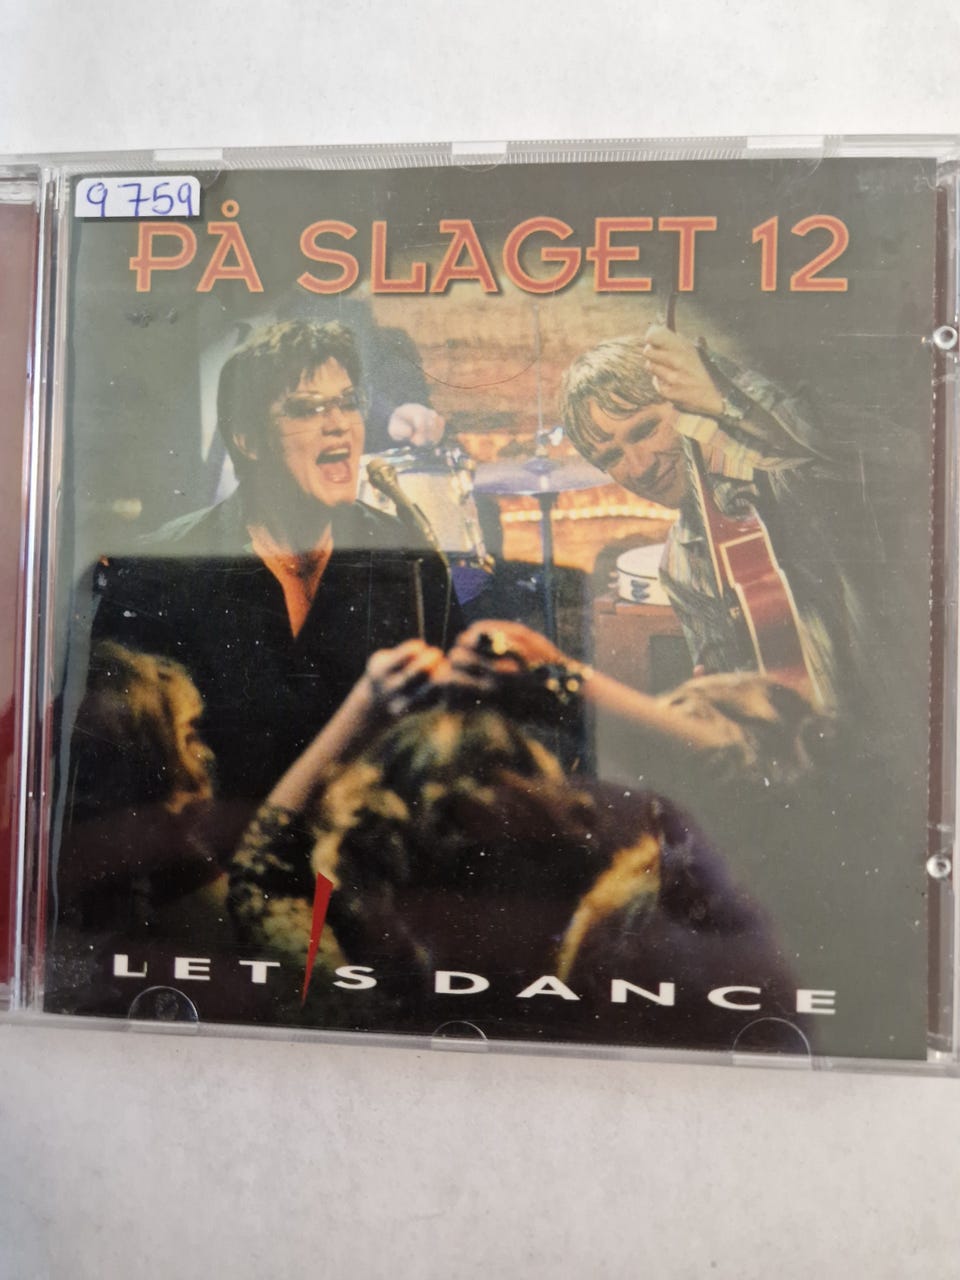 9759
PÅ SLAGET 12
LET'S DANCE